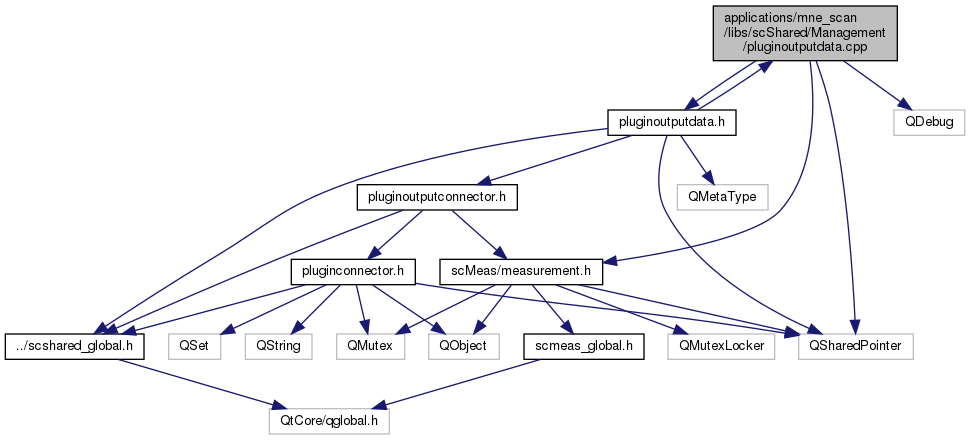 applications/mne_scan
/libs/scShared/Management
/pluginoutputdata.cpp
pluginoutputdata.h
QDebug
pluginoutputconnector.h
QMetaType
pluginconnector.h
scMeas/measurement.h
../scshared_global.h
QSet
QString
QMutex
QObject
scmeas_global.h
QMutexLocker
QSharedPointer
QtCore/qglobal.h